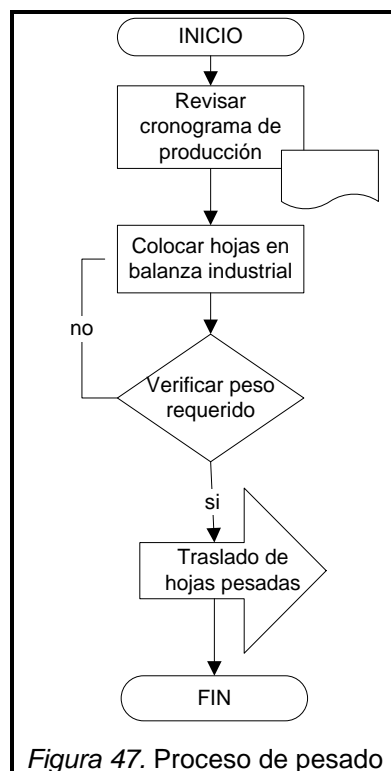 INICIO
Revisar
cronograma de
producción
Colocar hojas en
balanza industrial
no
Verificar peso
requerido
si
Traslado de
hojas pesadas
FIN
Figura 47. Proceso de pesado